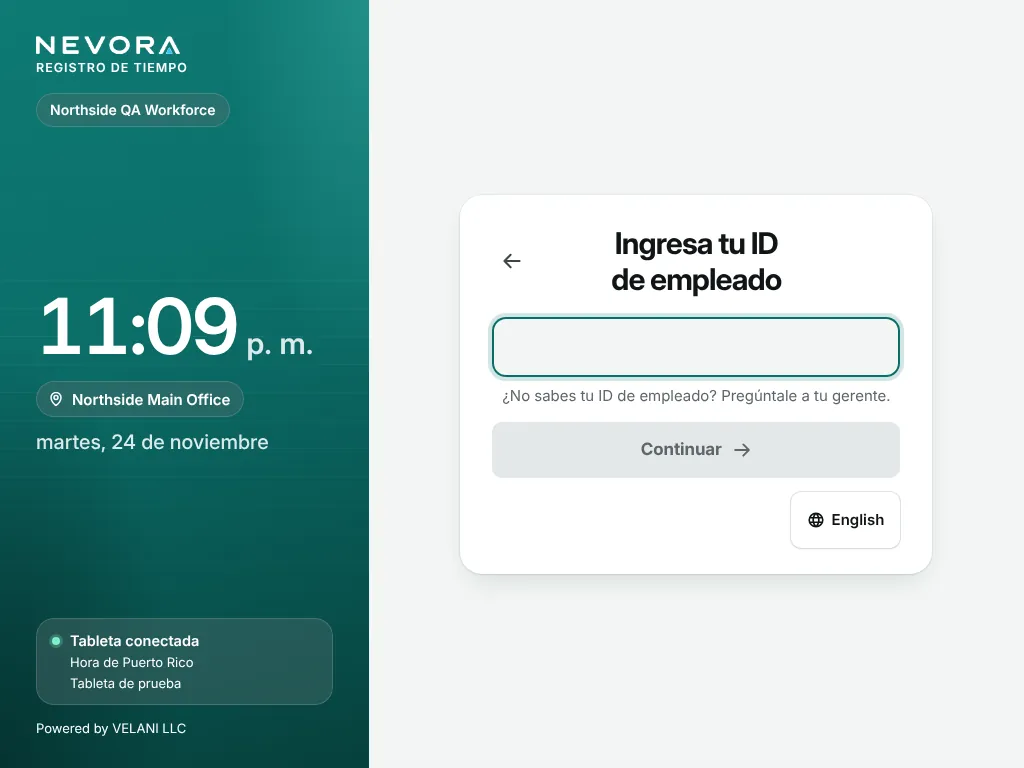 NEVORA
REGISTRO DE TIEMPO
Northside QA Workforce
11:09 p. m.
Northside Main Office
martes, 24 de noviembre
Tableta conectada
Hora de Puerto Rico
Tableta de prueba
Powered by VELANI LLC
Ingresa tu ID
de empleado
¿No sabes tu ID de empleado? Pregúntale a tu gerente.
Continuar
English